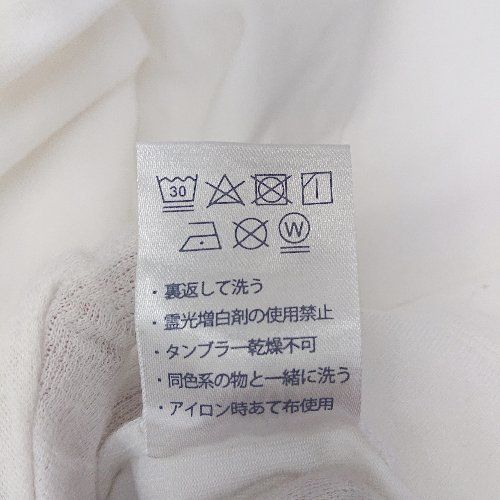 30
W
・裏返して洗う
・霊光増白剤の使用禁止
・タンブラー乾燥不可
・同色系の物と一緒に洗う
・アイロン時あて布使用